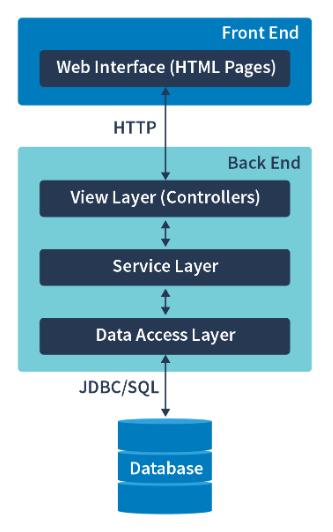 Front End
Web Interface (HTML Pages)
HTTP
Back End
View Layer (Controllers)
Service Layer
Data Access Layer
JDBC/SQL
Database